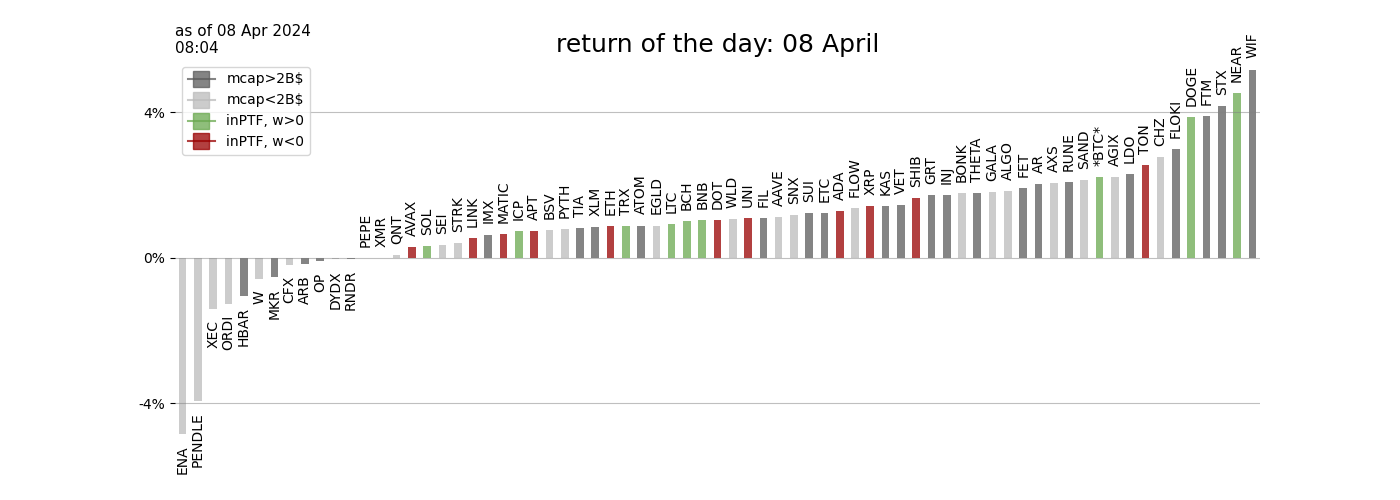 as of 08 Apr 2024
08:04
return of the day: 08 April
mcap>2B$
mcap<2B$
inPTF, w>0
inPTF, w<0
4%
0%
-4%
ENA
PENDLE
XEC
ORDI
HBAR
W
MKR
CFX
ARB
OP
DYDX
RNDR
PEPE
XMR
QNT
AVAX
SOL
SEI
STRK
LINK
IMX
MATIC
ICP
APT
BSV
PYTH
TIA
XLM
ETH
TRX
ATOM
EGLD
LTC
BCH
BNB
DOT
WLD
UNI
FIL
AAVE
SNX
SUI
ETC
ADA
FLOW
XRP
KAS
VET
SHIB
GRT
INJ
BONK
THETA
GALA
ALGO
FET
AR
AXS
RUNE
SAND
*BTC*
AGIX
LDO
TON
CHZ
FLOKI
DOGE
FTM
STX
NEAR
WIF